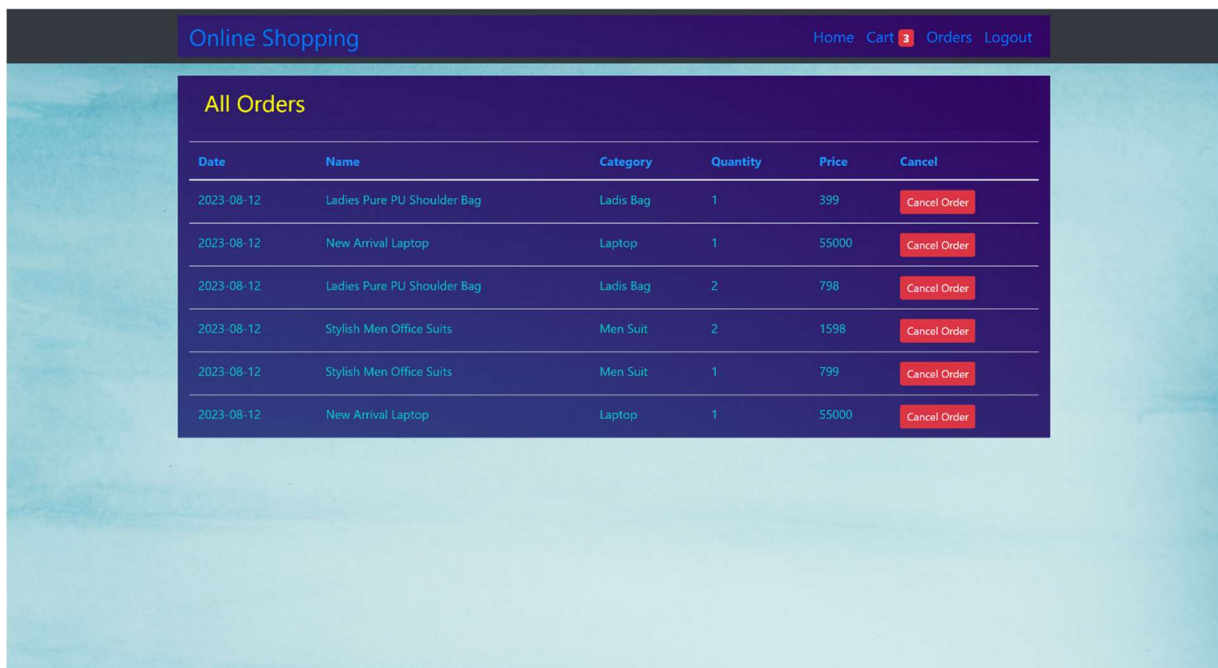 Online Shopping Home Cart 3 Orders Logout
All Orders
Date Name Category Quantity Price Cancel
2023-08-12 Ladies Pure PU Shoulder Bag Ladis Bag 1 399 Cancel Order
2023-08-12 New Arrival Laptop Laptop 1 55000 Cancel Order
2023-08-12 Ladies Pure PU Shoulder Bag Ladis Bag 2 798 Cancel Order
2023-08-12 Stylish Men Office Suits Men Suit 2 1598 Cancel Order
2023-08-12 Stylish Men Office Suits Men Suit 1 799 Cancel Order
2023-08-12 New Arrival Laptop Laptop 1 55000 Cancel Order